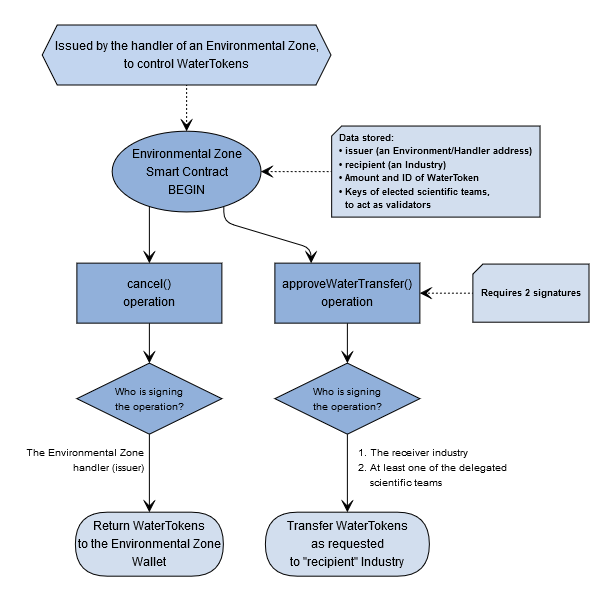 Issued by the handler of an Environmental Zone,
to control WaterTokens
Environmental Zone
Smart Contract
BEGIN
Data stored:
• issuer (an Environment/Handler address)
• recipient (an Industry)
• Amount and ID of WaterToken
• Keys of elected scientific teams,
to act as validators
cancel()
operation
approveWaterTransfer()
operation
Requires 2 signatures
Who is signing
the operation?
Who is signing
the operation?
The Environmental Zone
handler (issuer)
1. The receiver industry
2. At least one of the delegated
scientific teams
Return WaterTokens
to the Environmental Zone
Wallet
Transfer WaterTokens
as requested
to "recipient" Industry